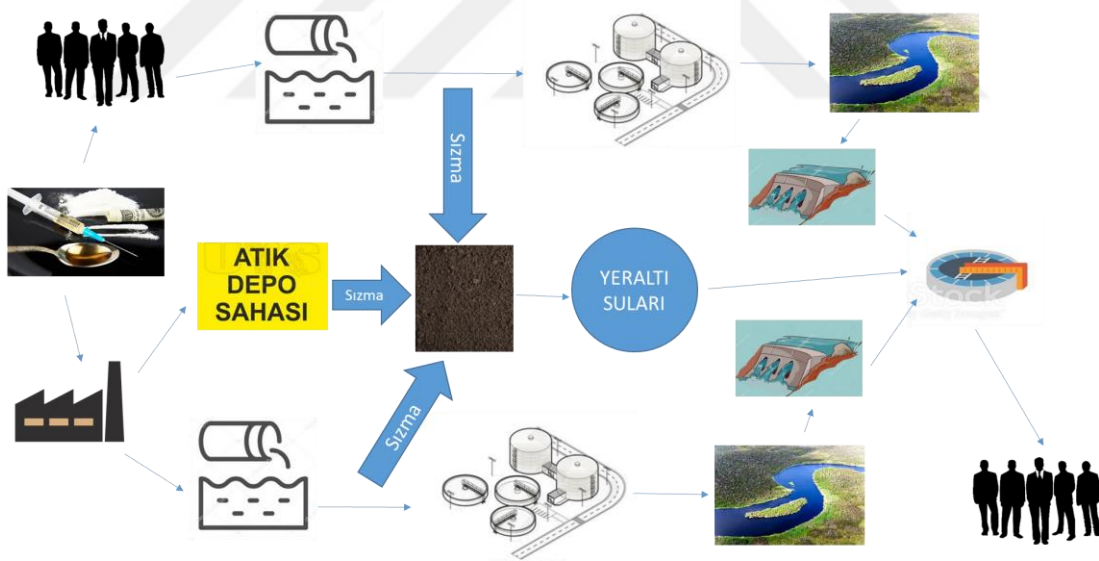 Sızma
ATIK
DEPO
SAHASI
Sızma
YERALTI
SULARI
Sızma